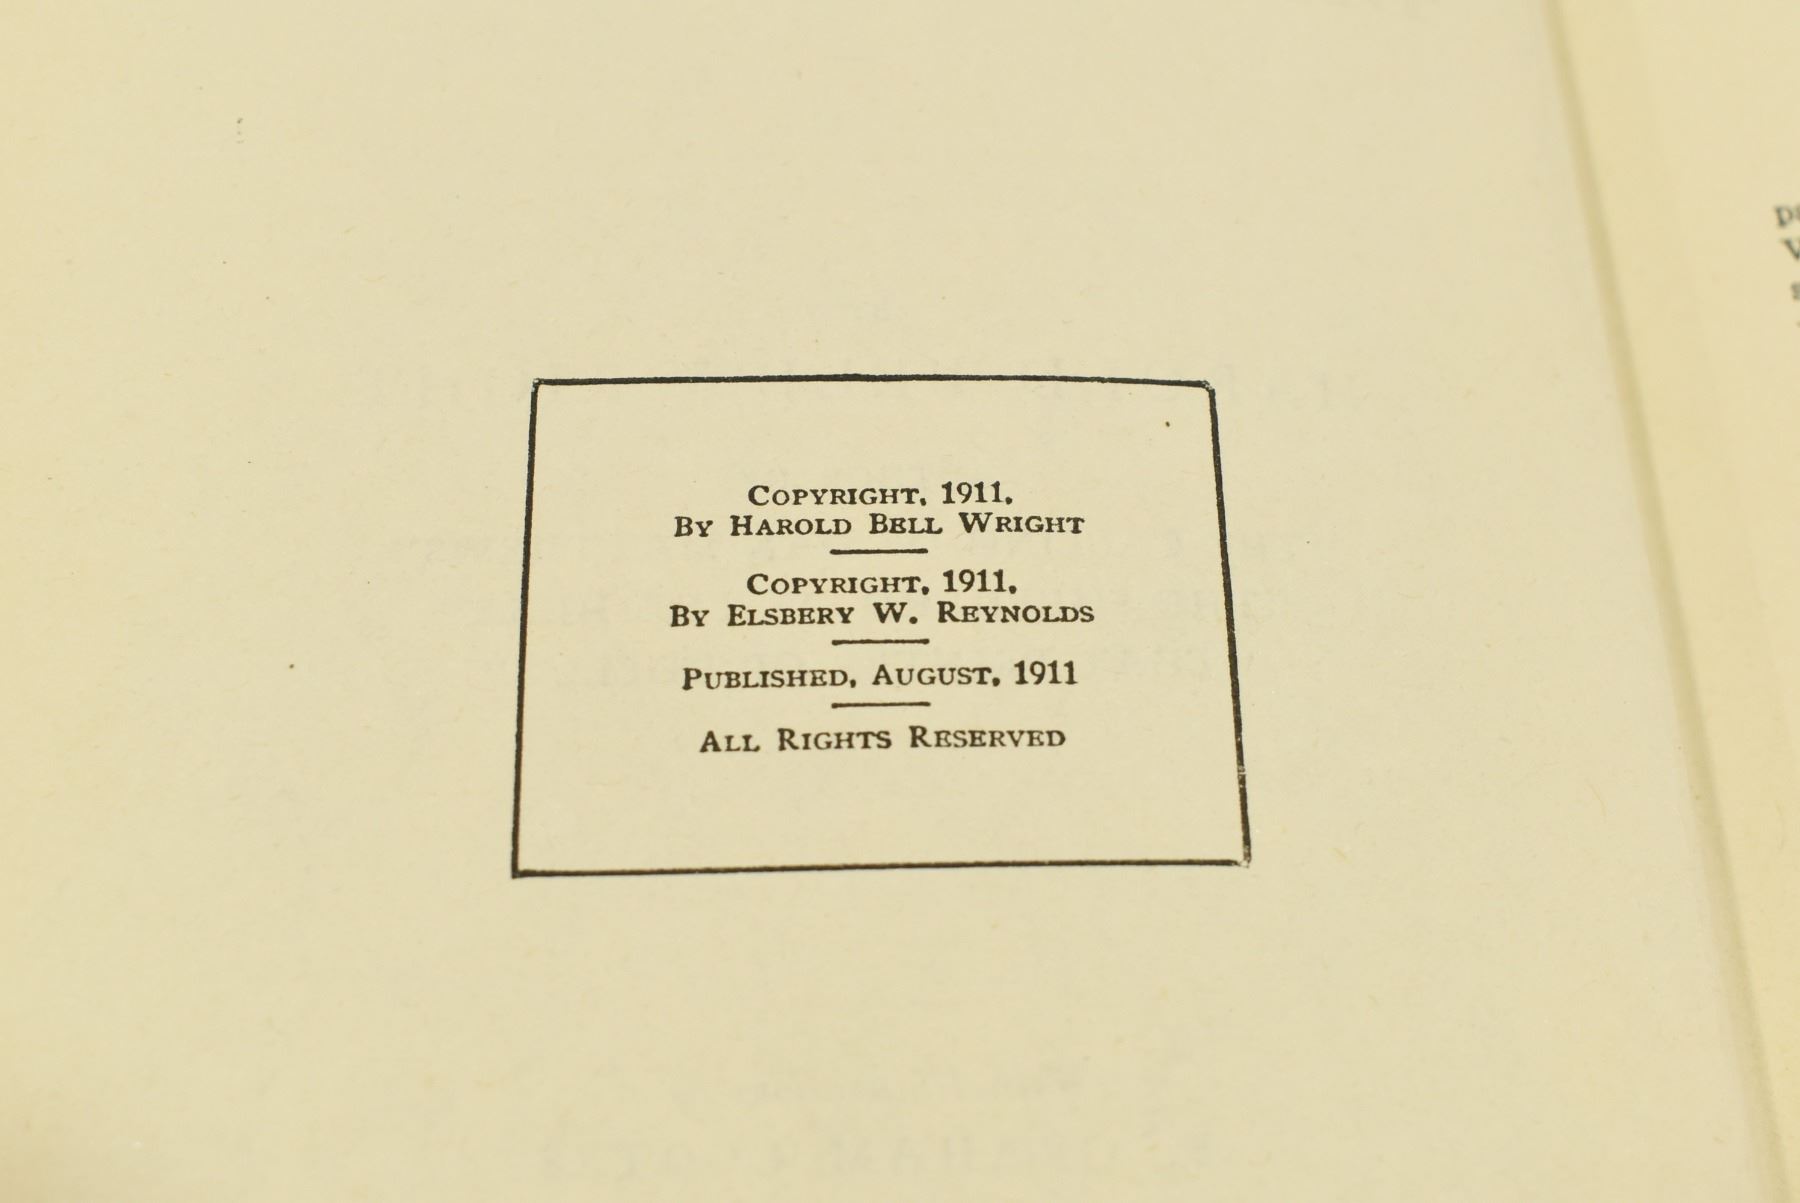 COPYRIGHT, 1911,
BY HAROLD BELL WRIGHT
COPYRIGHT, 1911,
BY ELSBERY W. REYNOLDS
PUBLISHED, AUGUST, 1911
ALL RIGHTS RESERVED